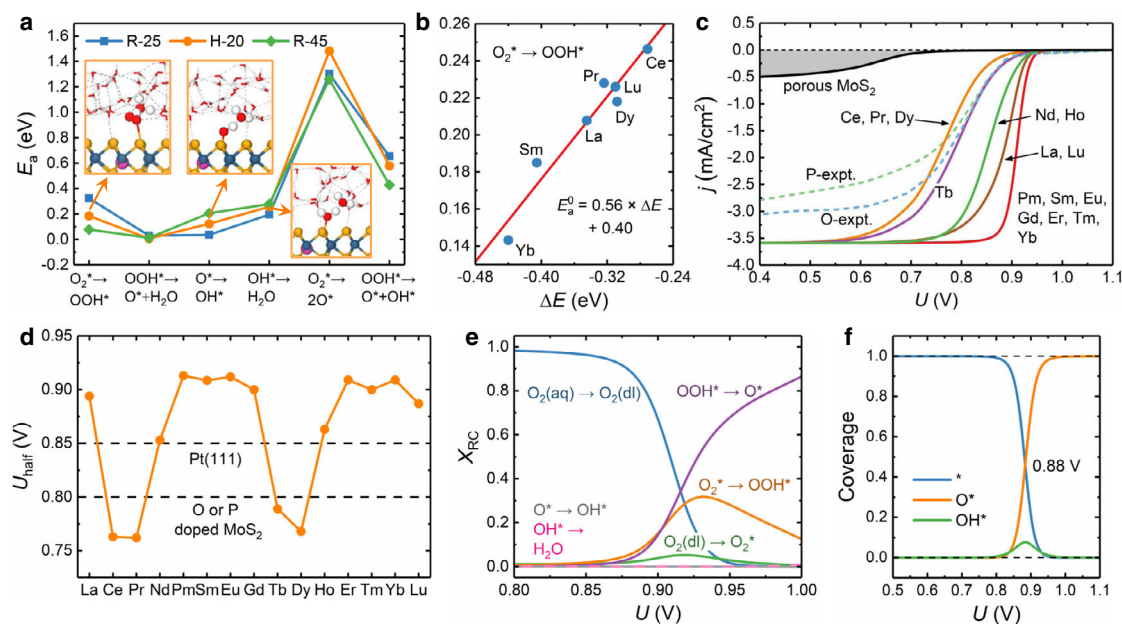 a
R-25 H-20 R-45
Eₐ (eV)
1.6
1.4
1.2
1.0
0.8
0.6
0.4
0.2
0.0
-0.2
O₂*→ OOH*→ O*→ OH*→ O₂*→ OOH*→
OOH* O*+H₂O OH* H₂O 2O* O*+OH*
b
O₂* → OOH*
Ce
Pr
Lu
Dy
La
Sm
Yb
Eₐ⁰ = 0.56 × ΔE
+ 0.40
0.26
0.24
0.22
0.20
0.18
0.16
0.14
-0.48 -0.40 -0.32 -0.24
ΔE (eV)
c
j (mA/cm²)
0.5
0.0
-0.5
-1.0
-1.5
-2.0
-2.5
-3.0
-3.5
-4.0
porous MoS₂
Ce, Pr, Dy
Nd, Ho
La, Lu
P-expt.
Tb
O-expt.
Pm, Sm, Eu,
Gd, Er, Tm,
Yb
0.4 0.5 0.6 0.7 0.8 0.9 1.0 1.1
U (V)
d
U_half (V)
0.95
0.90
0.85
0.80
0.75
Pt(111)
O or P
doped MoS₂
La Ce Pr Nd Pm Sm Eu Gd Tb Dy Ho Er Tm Yb Lu
e
X_RC
1.0
0.8
0.6
0.4
0.2
0.0
O₂(aq) → O₂(dl)
OOH* → O*
O₂* → OOH*
O* → OH*
OH* →
H₂O
O₂(dl) → O₂*
0.80 0.85 0.90 0.95 1.00
U (V)
f
Coverage
1.0
0.8
0.6
0.4
0.2
0.0
0.88 V
*
O*
OH*
0.5 0.6 0.7 0.8 0.9 1.0 1.1
U (V)